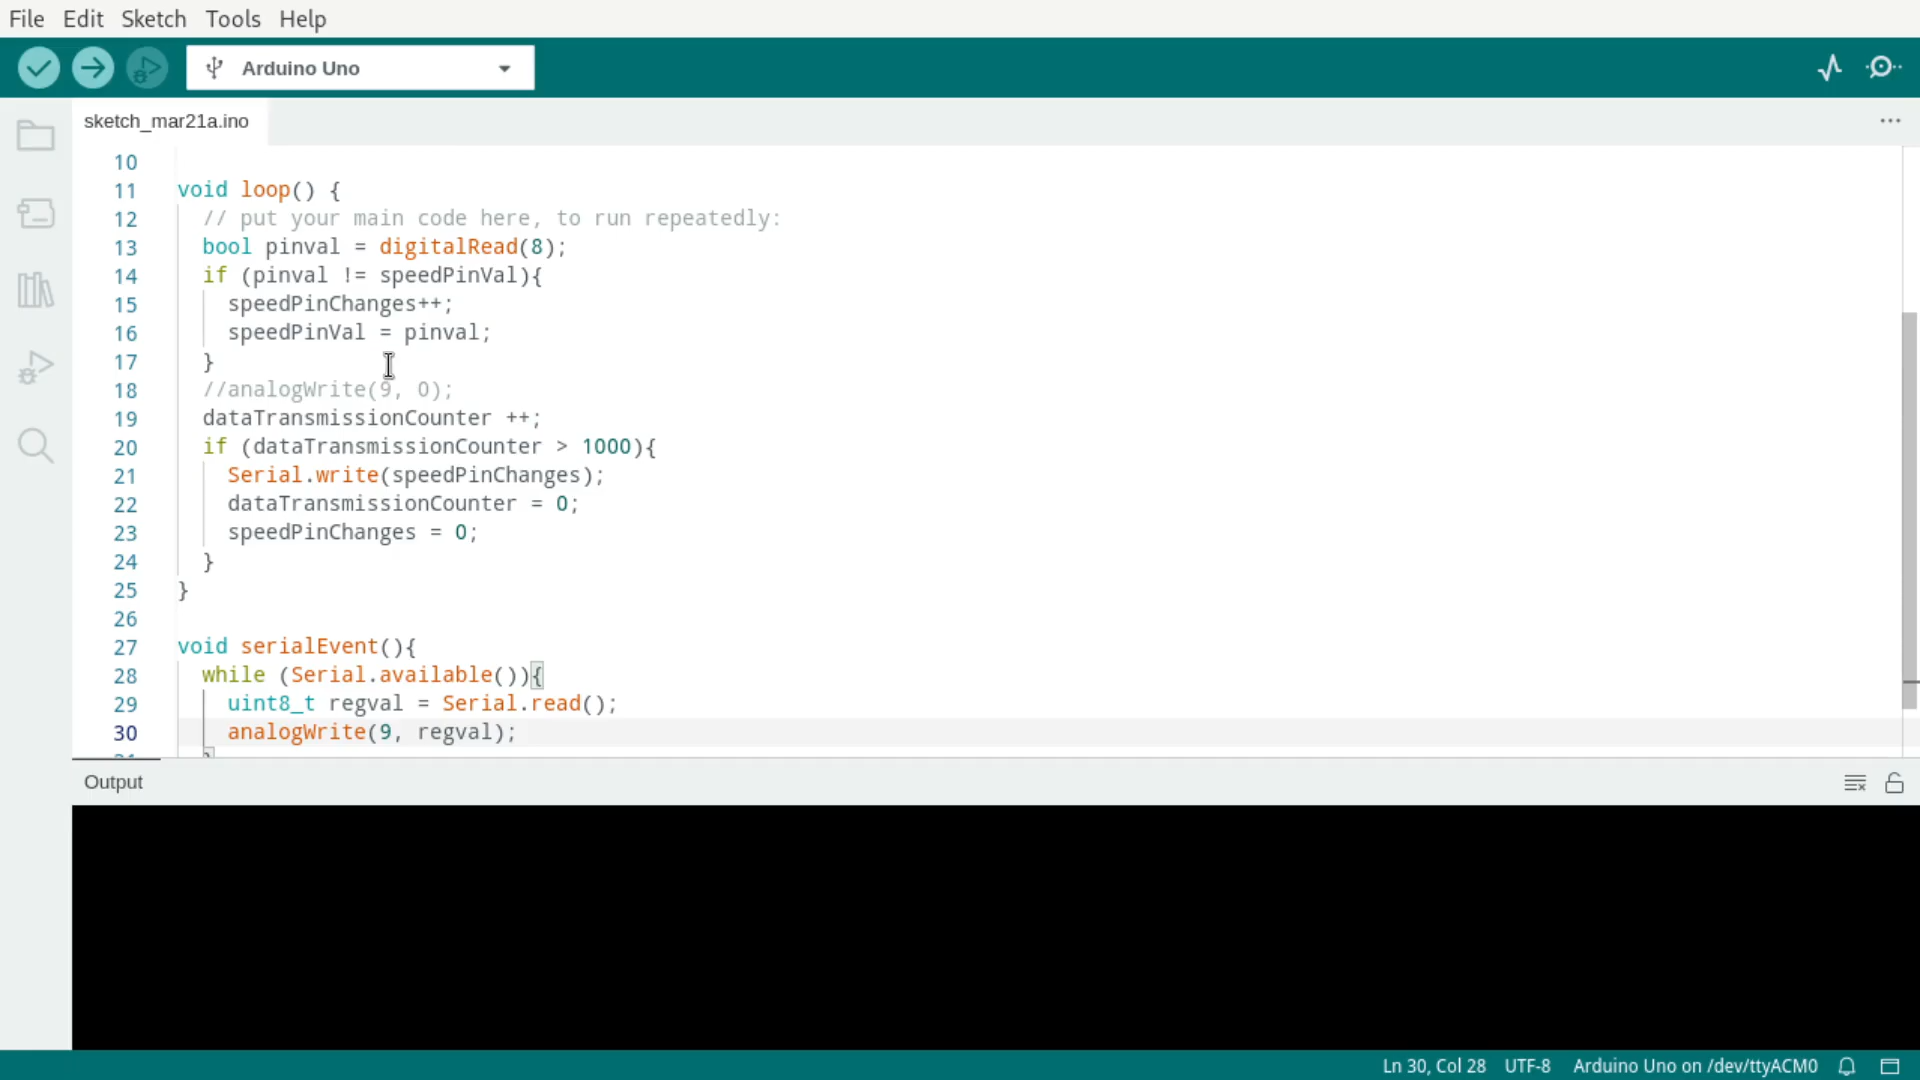 File Edit Sketch Tools Help
Arduino Uno
sketch_mar21a.ino
10
11 void loop() {
12 // put your main code here, to run repeatedly:
13 bool pinval = digitalRead(8);
14 if (pinval != speedPinVal){
15 speedPinChanges++;
16 speedPinVal = pinval;
17 }
18 //analogWrite(9, 0);
19 dataTransmissionCounter ++;
20 if (dataTransmissionCounter > 1000){
21 Serial.write(speedPinChanges);
22 dataTransmissionCounter = 0;
23 speedPinChanges = 0;
24 }
25 }
26
27 void serialEvent(){
28 while (Serial.available()){
29 uint8_t regval = Serial.read();
30 analogWrite(9, regval);
Output
Ln 30, Col 28 UTF-8 Arduino Uno on /dev/ttyACM0